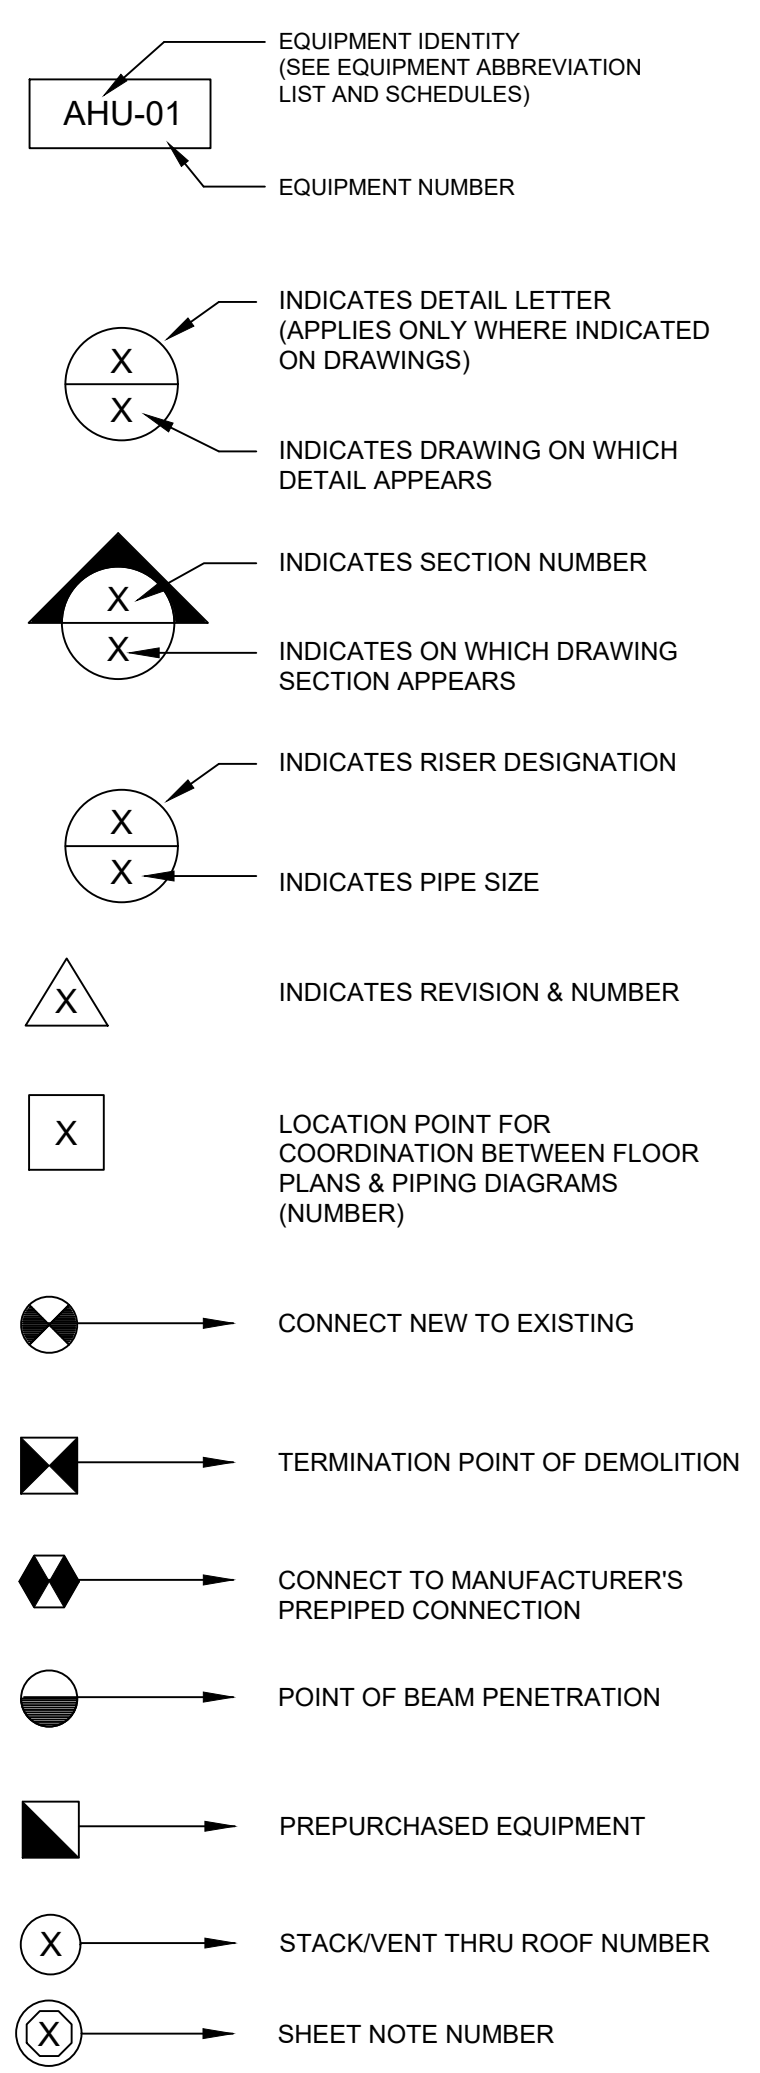 EQUIPMENT IDENTITY
(SEE EQUIPMENT ABBREVIATION
LIST AND SCHEDULES)
AHU-01
EQUIPMENT NUMBER
INDICATES DETAIL LETTER
(APPLIES ONLY WHERE INDICATED
ON DRAWINGS)
X
X
INDICATES DRAWING ON WHICH
DETAIL APPEARS
INDICATES SECTION NUMBER
X
X
INDICATES ON WHICH DRAWING
SECTION APPEARS
INDICATES RISER DESIGNATION
X
X
INDICATES PIPE SIZE
X
INDICATES REVISION & NUMBER
X
LOCATION POINT FOR
COORDINATION BETWEEN FLOOR
PLANS & PIPING DIAGRAMS
(NUMBER)
CONNECT NEW TO EXISTING
TERMINATION POINT OF DEMOLITION
CONNECT TO MANUFACTURER'S
PREPIPED CONNECTION
POINT OF BEAM PENETRATION
PREPURCHASED EQUIPMENT
X
STACK/VENT THRU ROOF NUMBER
X
SHEET NOTE NUMBER